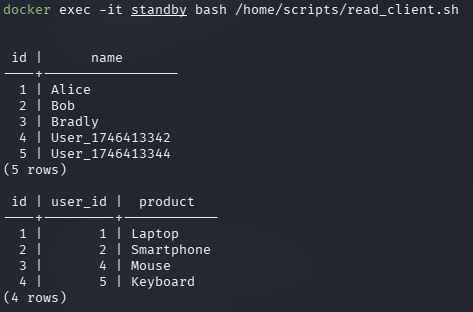 docker exec -it standby bash /home/scripts/read_client.sh
 id |      name
----+-----------------
  1 | Alice
  2 | Bob
  3 | Bradly
  4 | User_1746413342
  5 | User_1746413344
(5 rows)
 id | user_id |  product
----+---------+------------
  1 |       1 | Laptop
  2 |       2 | Smartphone
  3 |       4 | Mouse
  4 |       5 | Keyboard
(4 rows)